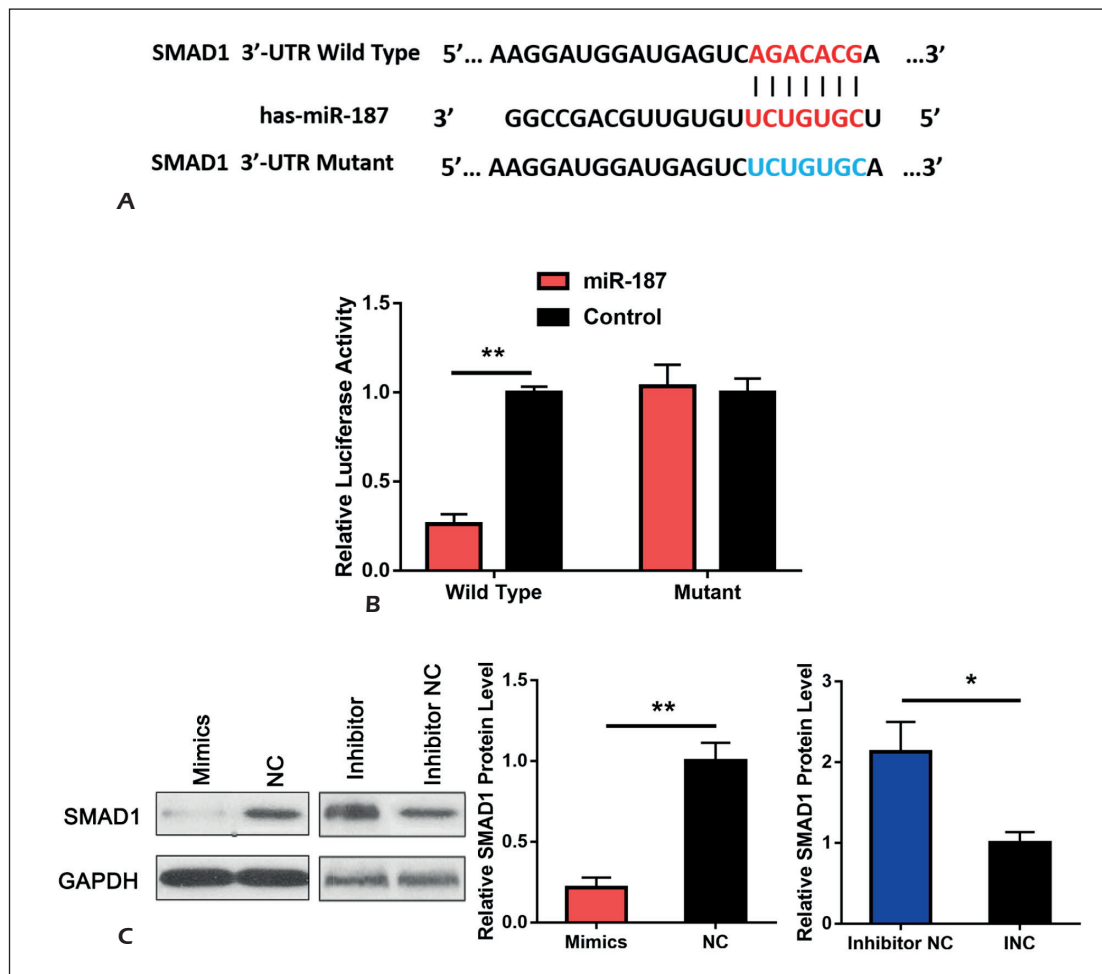 SMAD1 3’-UTR Wild Type 5’... AAGGAUGGAUGAGUCAGACACGA ...3’
has-miR-187 3’ GGCCGACGUUGUGUUCUGUGCU 5’
SMAD1 3’-UTR Mutant 5’... AAGGAUGGAUGAGUCUCUGUGCA ...3’
A
miR-187
Control
Relative Luciferase Activity
1.5
1.0
0.5
0.0
**
Wild Type Mutant
B
Mimics NC Inhibitor Inhibitor NC
SMAD1
GAPDH
C
Relative SMAD1 Protein Level
1.5
1.0
0.5
0.0
**
Mimics NC
Relative SMAD1 Protein Level
3
2
1
0
*
Inhibitor NC INC